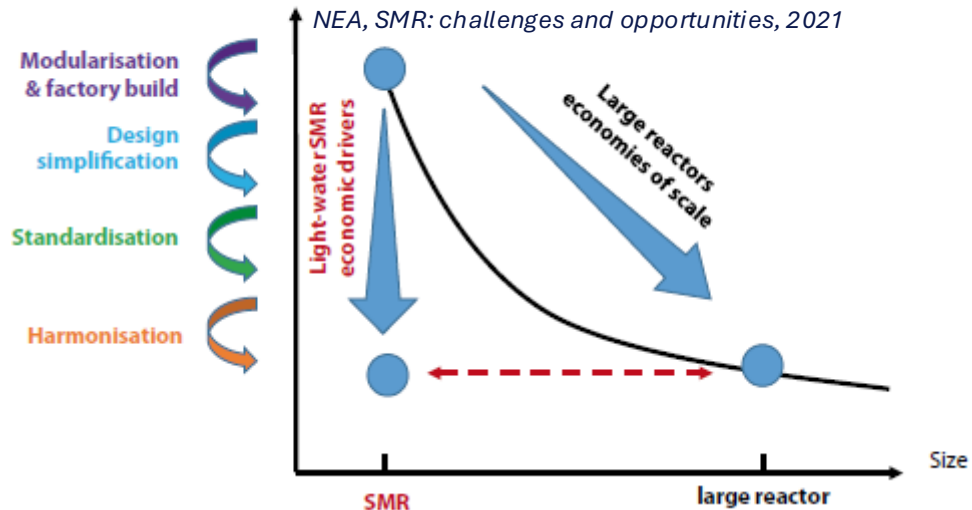 NEA, SMR: challenges and opportunities, 2021
Modularisation
& factory build
Design
simplification
Standardisation
Harmonisation
Light-water SMR
economic drivers
Large reactors
economies of scale
Size
SMR
large reactor